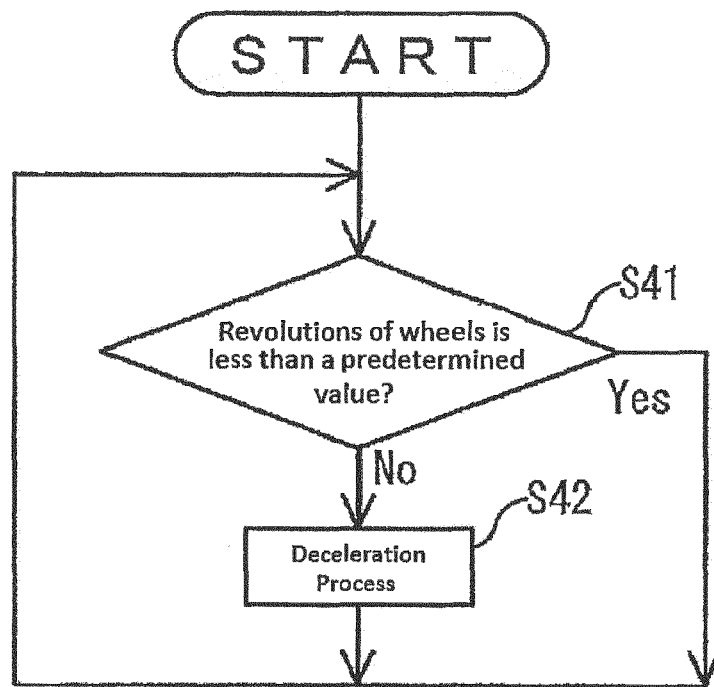 START
S41
Revolutions of wheels is
less than a predetermined
value?
Yes
No
S42
Deceleration
Process